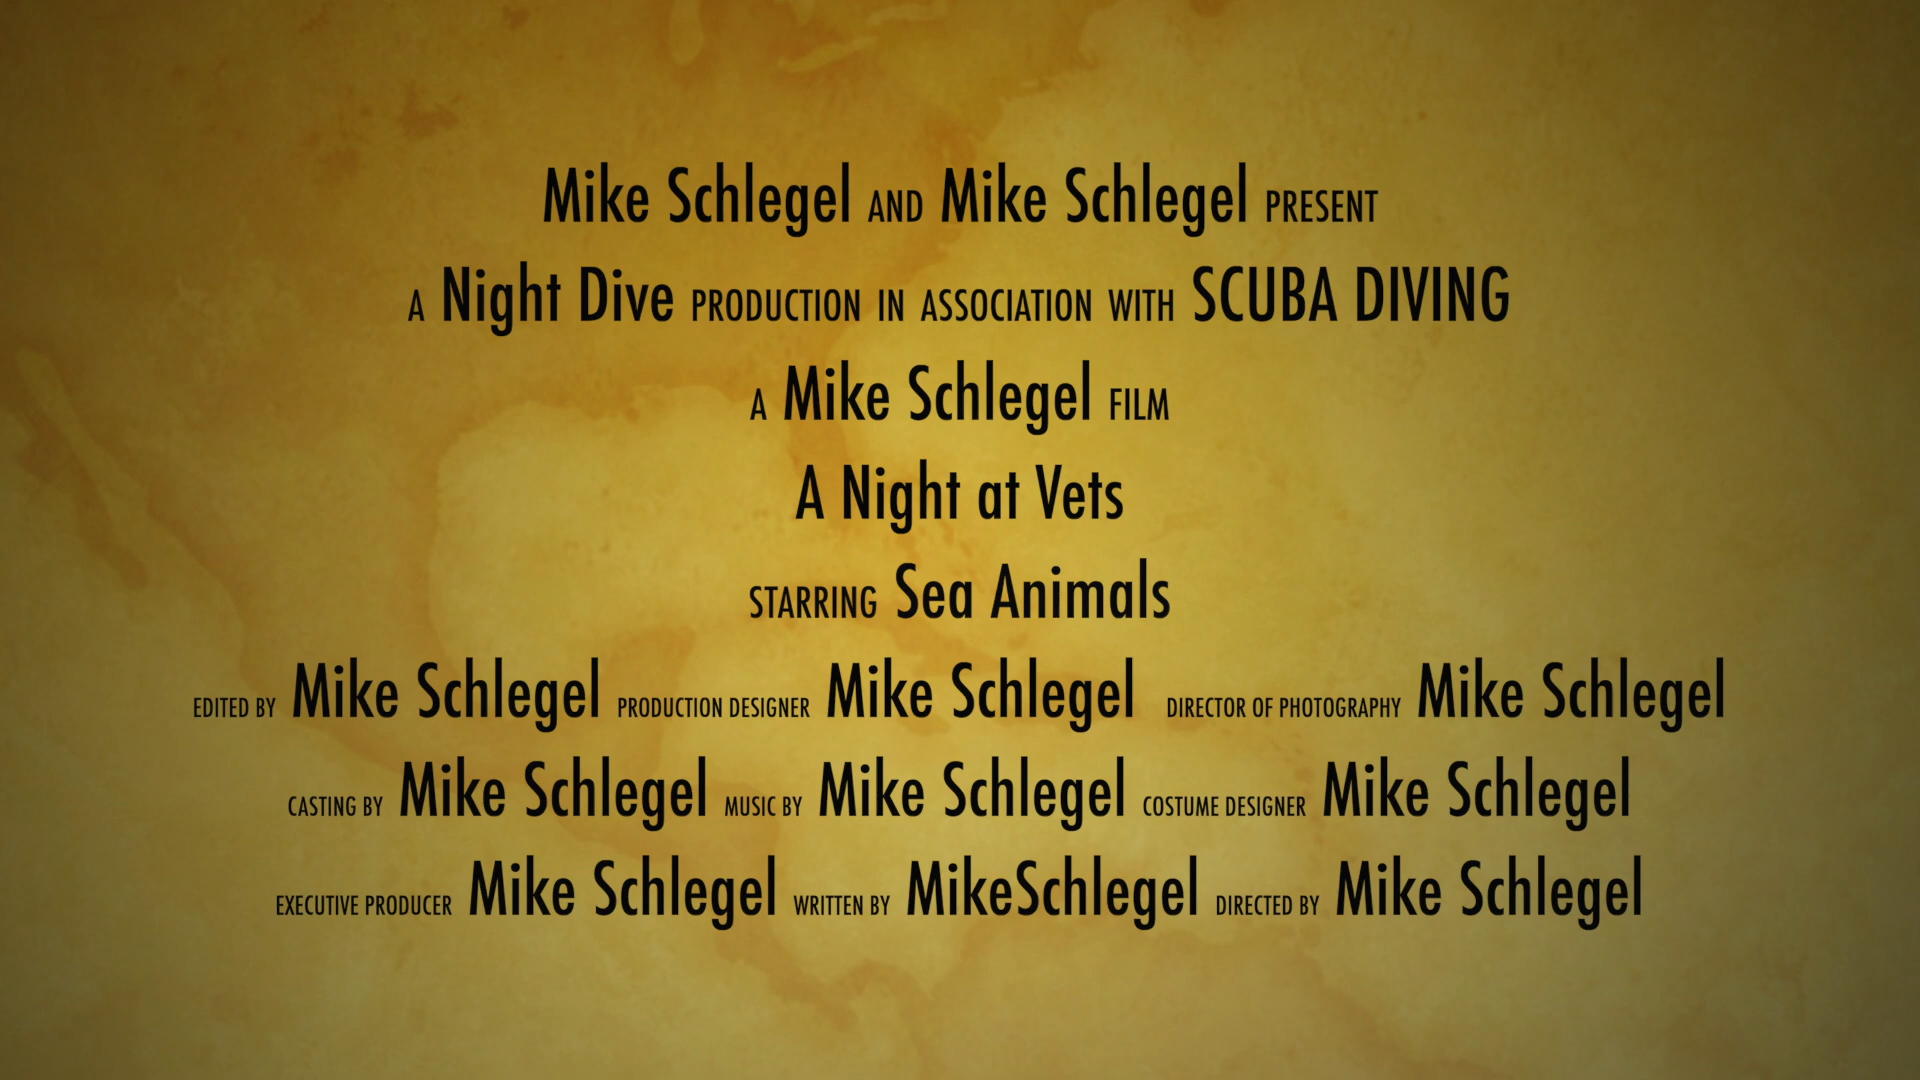 Mike Schlegel AND Mike Schlegel PRESENT
A Night Dive PRODUCTION IN ASSOCIATION WITH SCUBA DIVING
A Mike Schlegel FILM
A Night at Vets
STARRING Sea Animals
EDITED BY Mike Schlegel PRODUCTION DESIGNER Mike Schlegel DIRECTOR OF PHOTOGRAPHY Mike Schlegel
CASTING BY Mike Schlegel MUSIC BY Mike Schlegel COSTUME DESIGNER Mike Schlegel
EXECUTIVE PRODUCER Mike Schlegel WRITTEN BY MikeSchlegel DIRECTED BY Mike Schlegel